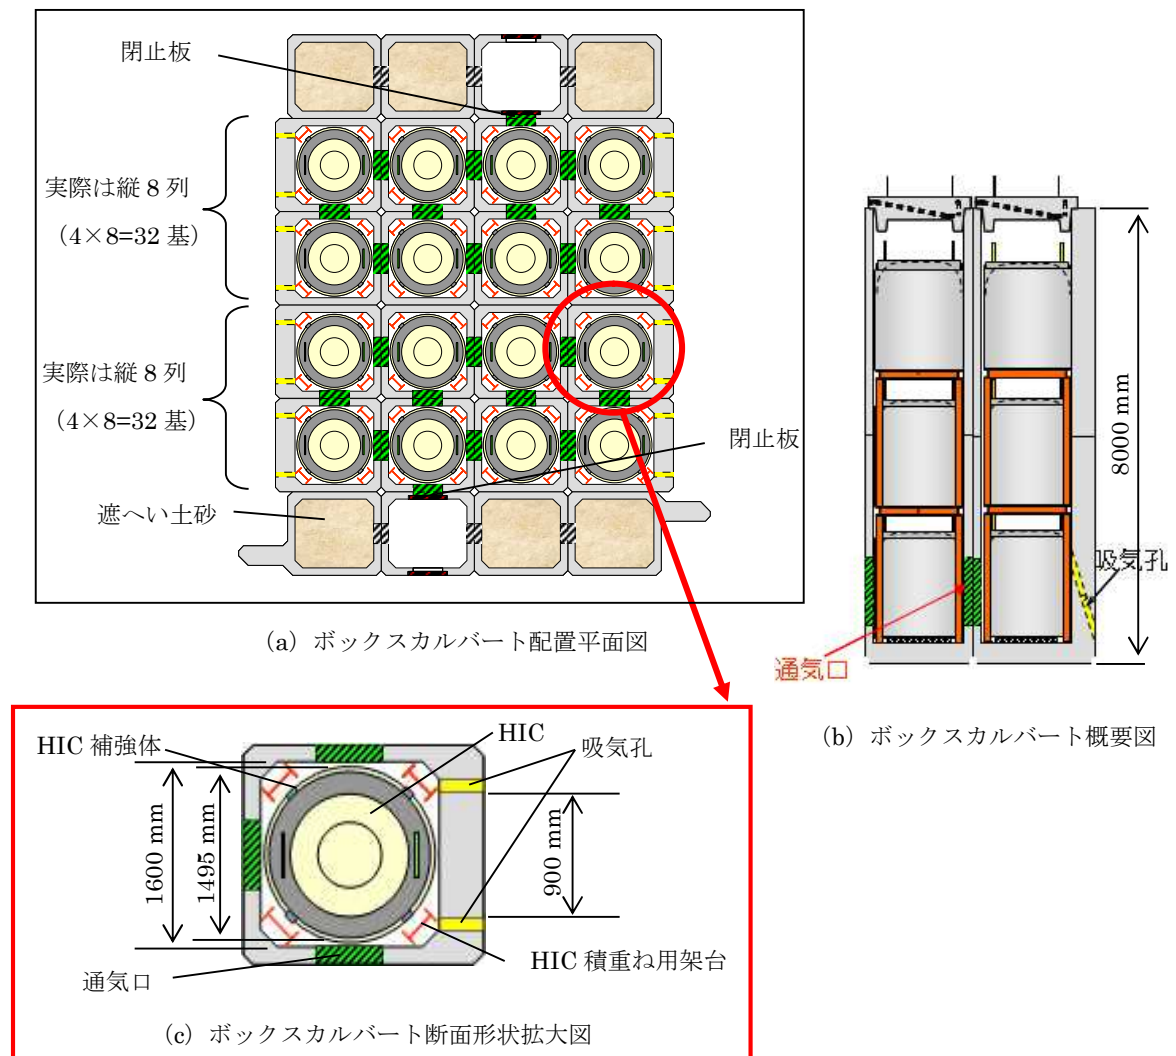 閉止板
実際は縦 8 列
（4×8=32 基）
実際は縦 8 列
（4×8=32 基）
閉止板
遮へい土砂
(a) ボックスカルバート配置平面図
8000 mm
吸気孔
通気口
(b) ボックスカルバート概要図
HIC 補強体
HIC
吸気孔
1600 mm
1495 mm
900 mm
通気口
HIC 積重ね用架台
(c) ボックスカルバート断面形状拡大図